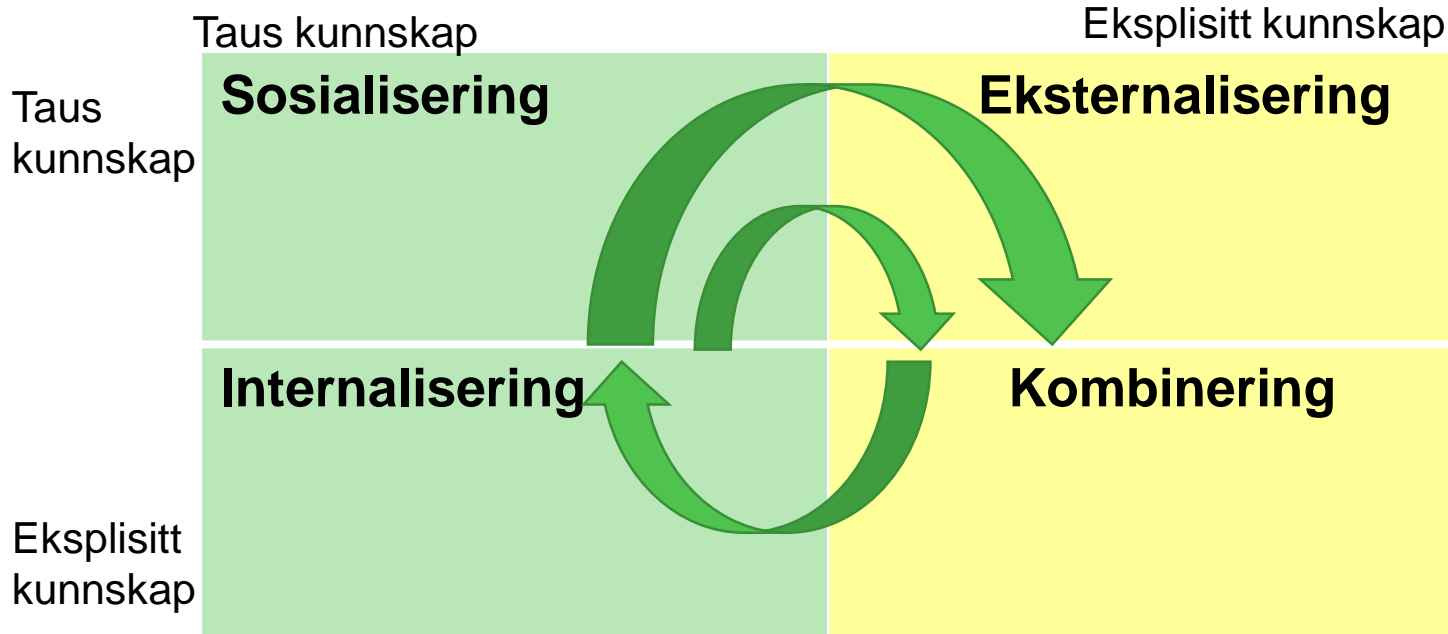 Taus kunnskap
Eksplisitt kunnskap
Taus
kunnskap
Sosialisering
Eksternalisering
Internalisering
Kombinering
Eksplisitt
kunnskap